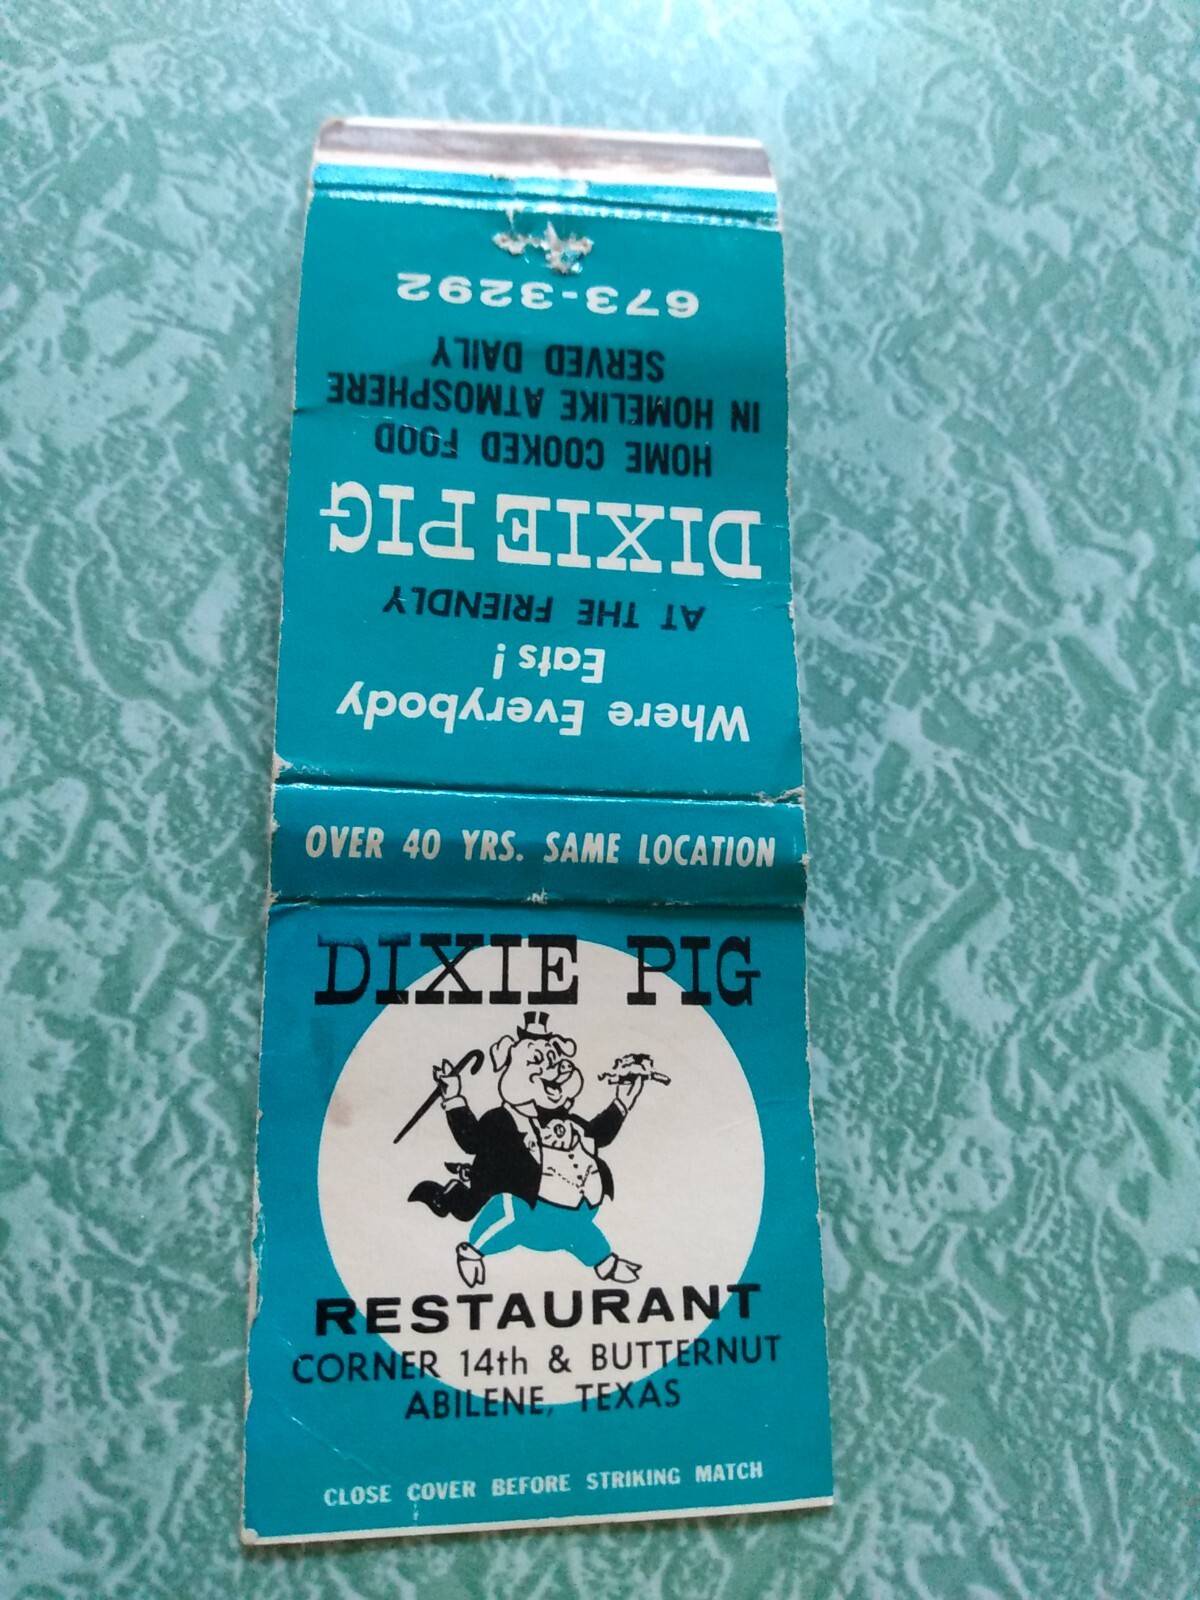 DIXIE PIG
RESTAURANT
CORNER 14th & BUTTERNUT
ABILENE, TEXAS
CLOSE COVER BEFORE STRIKING MATCH
OVER 40 YRS. SAME LOCATION
Where Everybody
Eats!
AT THE FRIENDLY
DIXIE PIG
HOME COOKED FOOD
IN HOMELIKE ATMOSPHERE
SERVED DAILY
673-3292